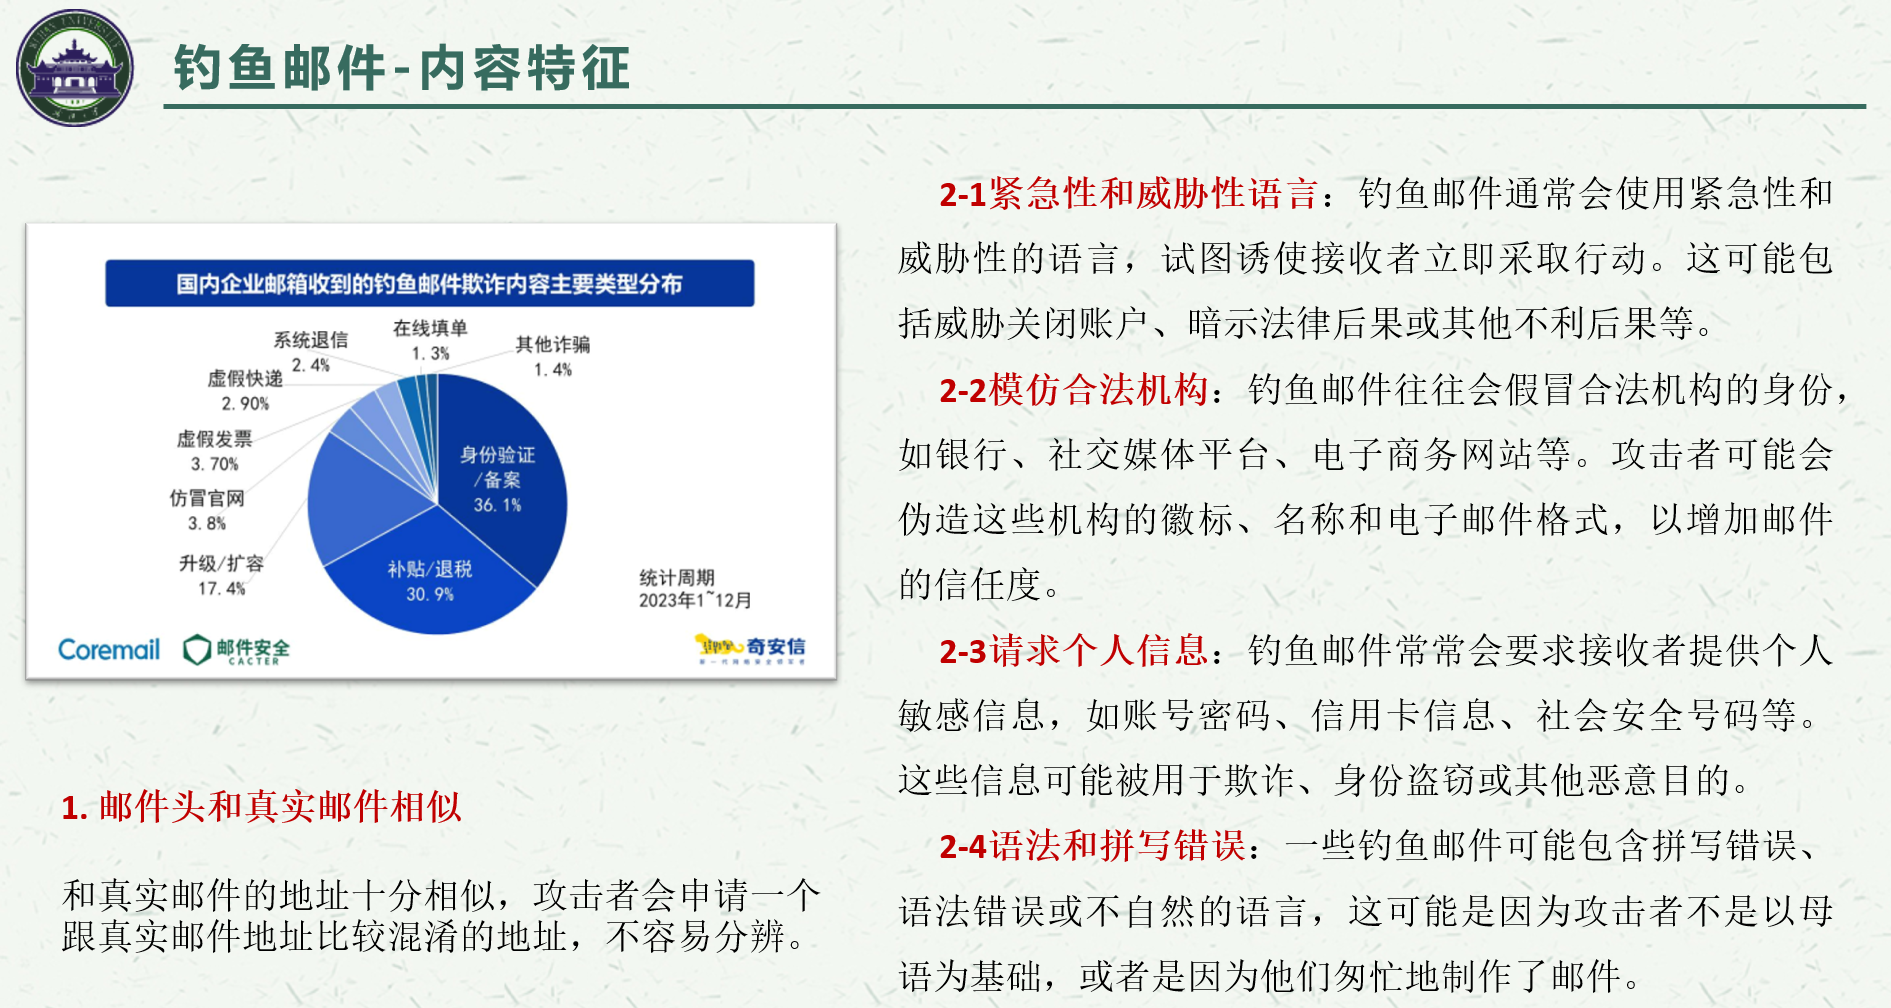 钓鱼邮件-内容特征
国内企业邮箱收到的钓鱼邮件欺诈内容主要类型分布
系统退信
2.4%
在线填单
1.3%
其他诈骗
1.4%
虚假快递
2.90%
虚假发票
3.70%
仿冒官网
3.8%
升级/扩容
17.4%
身份验证
/备案
36.1%
补贴/退税
30.9%
统计周期
2023年1~12月
Coremail
邮件安全
CACTER
奇安信
1. 邮件头和真实邮件相似
和真实邮件的地址十分相似，攻击者会申请一个
跟真实邮件地址比较混淆的地址，不容易分辨。
2-1紧急性和威胁性语言：钓鱼邮件通常会使用紧急性和
威胁性的语言，试图诱使接收者立即采取行动。这可能包
括威胁关闭账户、暗示法律后果或其他不利后果等。
2-2模仿合法机构：钓鱼邮件往往会假冒合法机构的身份，
如银行、社交媒体平台、电子商务网站等。攻击者可能会
伪造这些机构的徽标、名称和电子邮件格式，以增加邮件
的信任度。
2-3请求个人信息：钓鱼邮件常常会要求接收者提供个人
敏感信息，如账号密码、信用卡信息、社会安全号码等。
这些信息可能被用于欺诈、身份盗窃或其他恶意目的。
2-4语法和拼写错误：一些钓鱼邮件可能包含拼写错误、
语法错误或不自然的语言，这可能是因为攻击者不是以母
语为基础，或者是因为他们匆忙地制作了邮件。